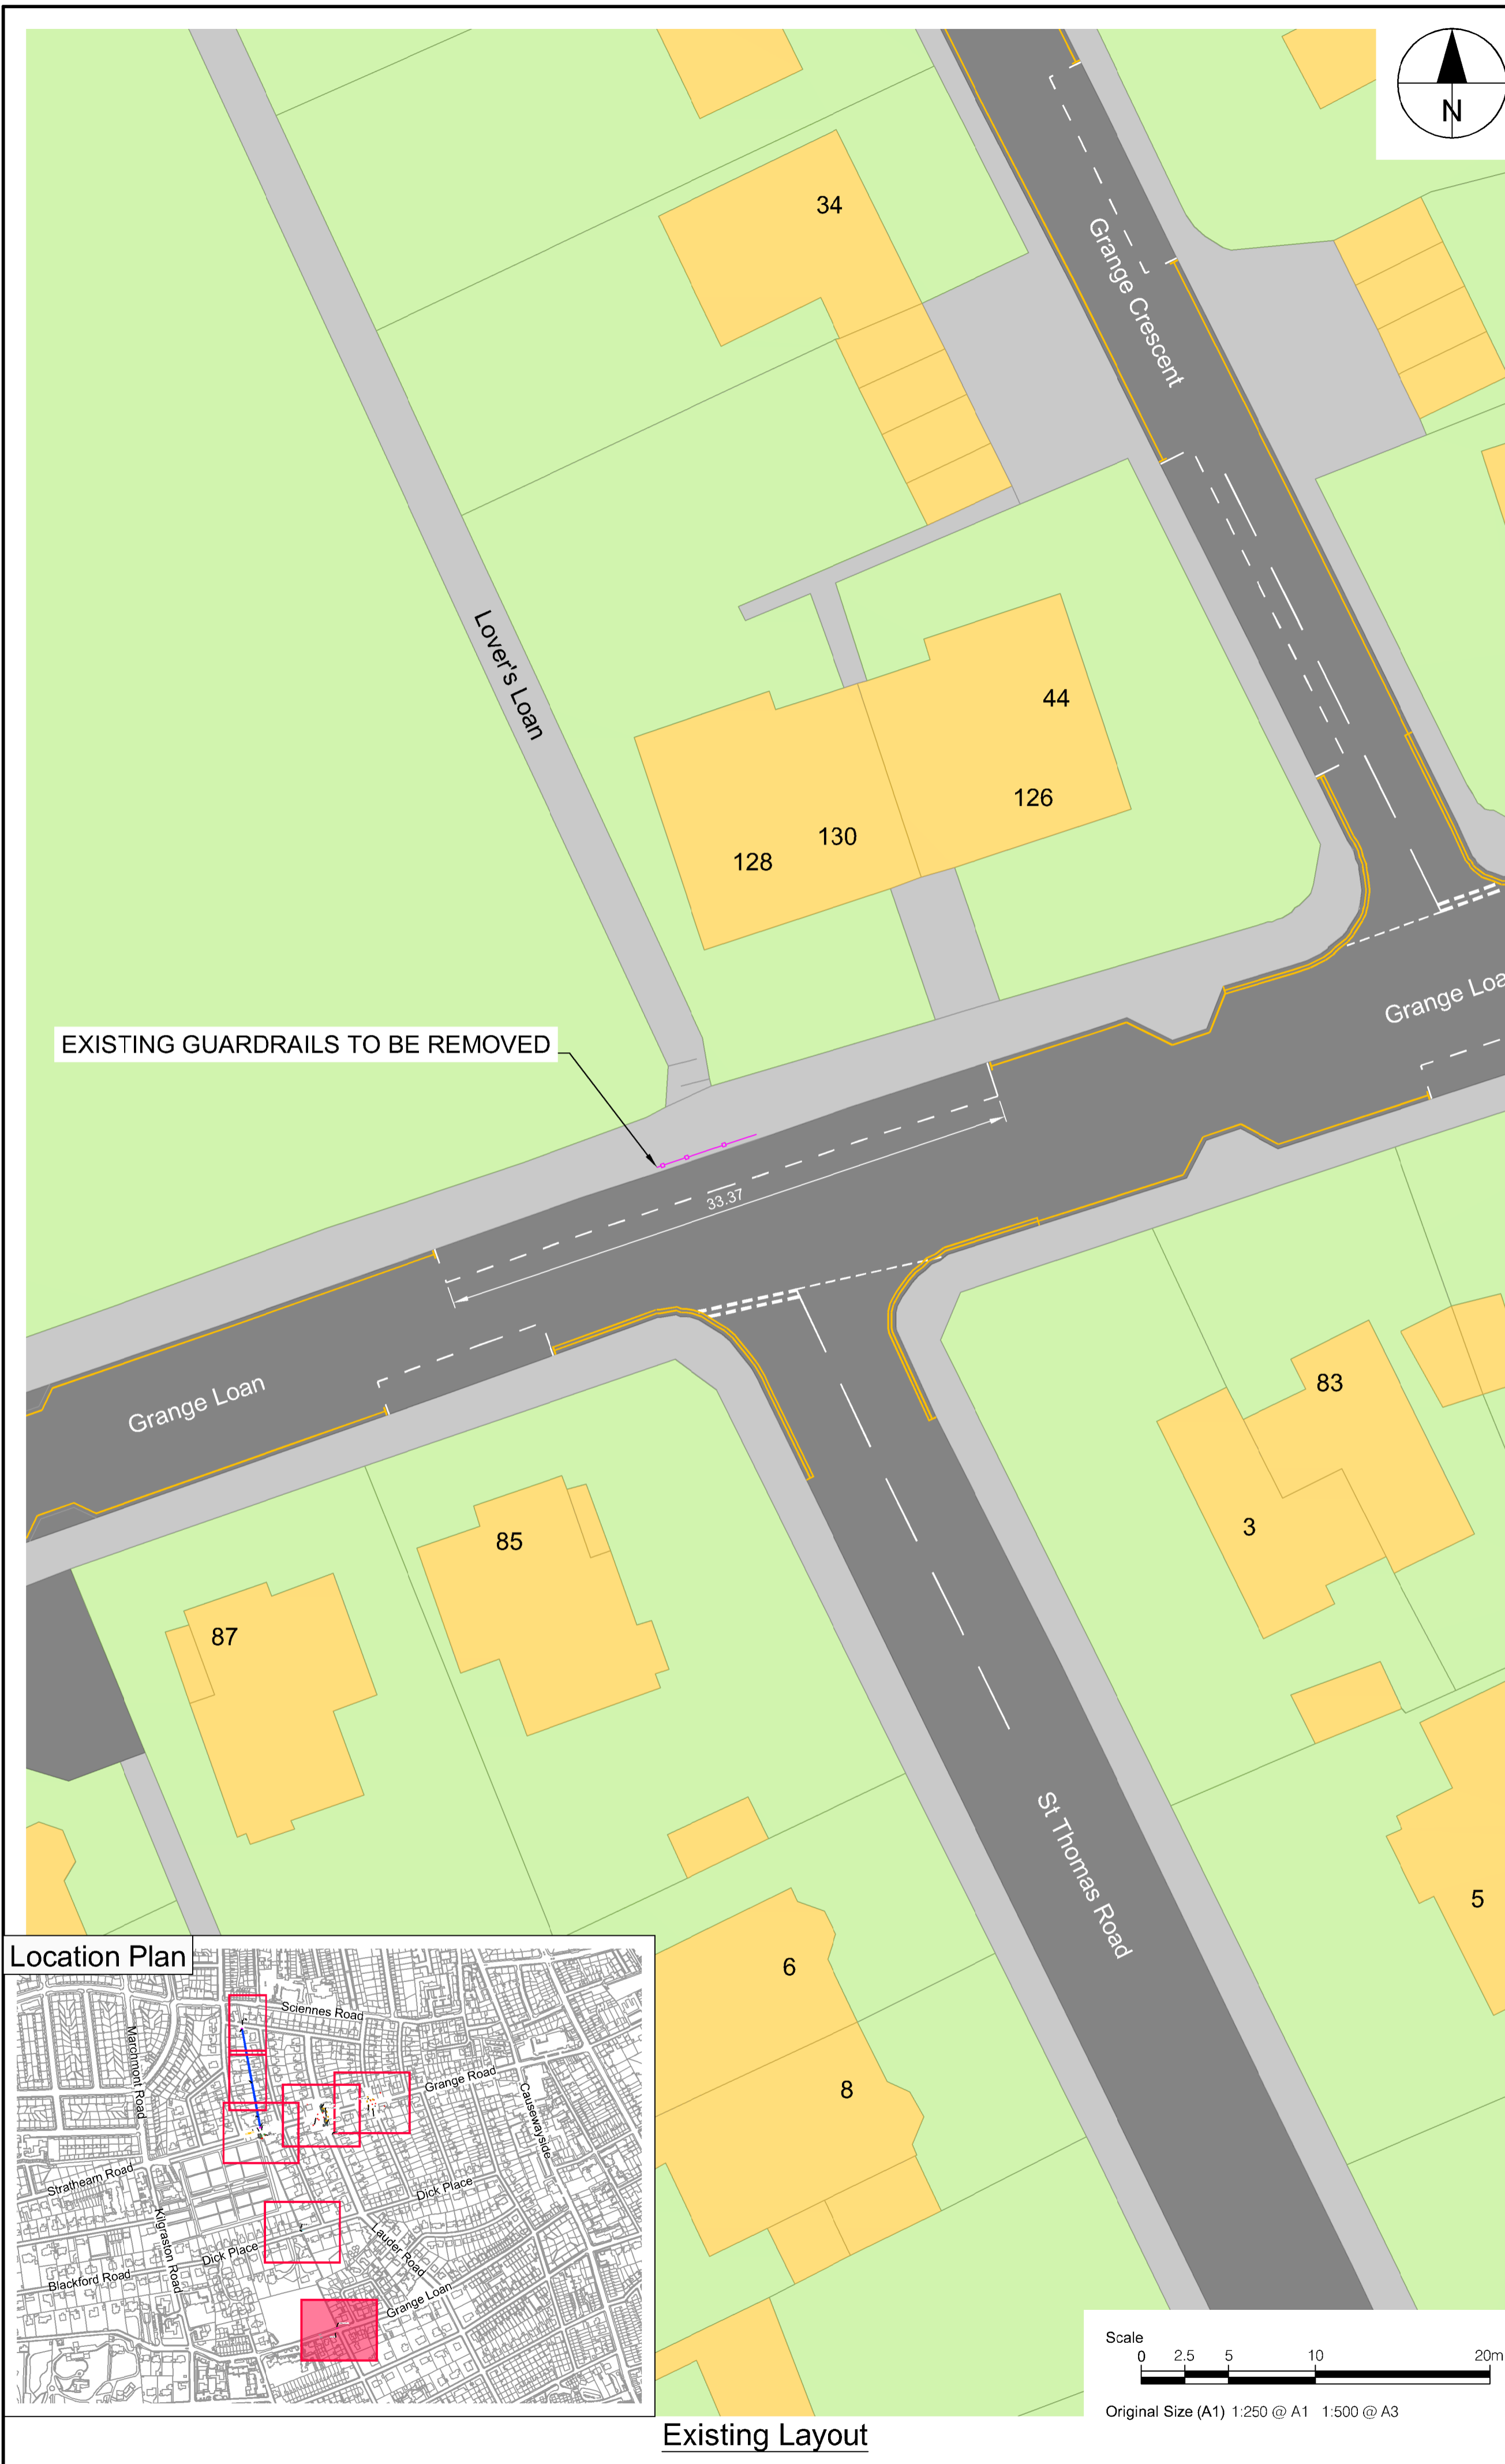 N
34
Grange Crescent
Lover's Loan
44
126
130
128
EXISTING GUARDRAILS TO BE REMOVED
Grange Loa
33.37
Grange Loan
83
3
85
87
St Thomas Road
5
6
8
Location Plan
Sciennes Road
Marchmont Road
Grange Road
Causewayside
Strathearn Road
Kilgraston Road
Dick Place
Dick Place
Lauder Road
Blackford Road
Grange Loan
Scale
0 2.5 5 10 20m
Original Size (A1) 1:250 @ A1 1:500 @ A3
Existing Layout